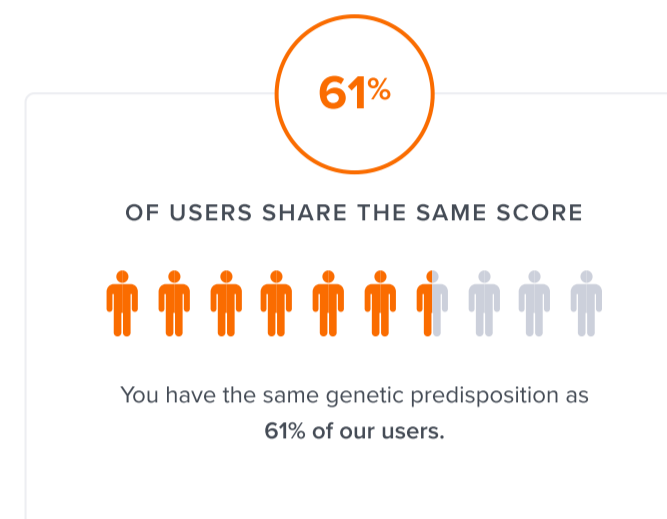 61%
OF USERS SHARE THE SAME SCORE
You have the same genetic predisposition as
61% of our users.